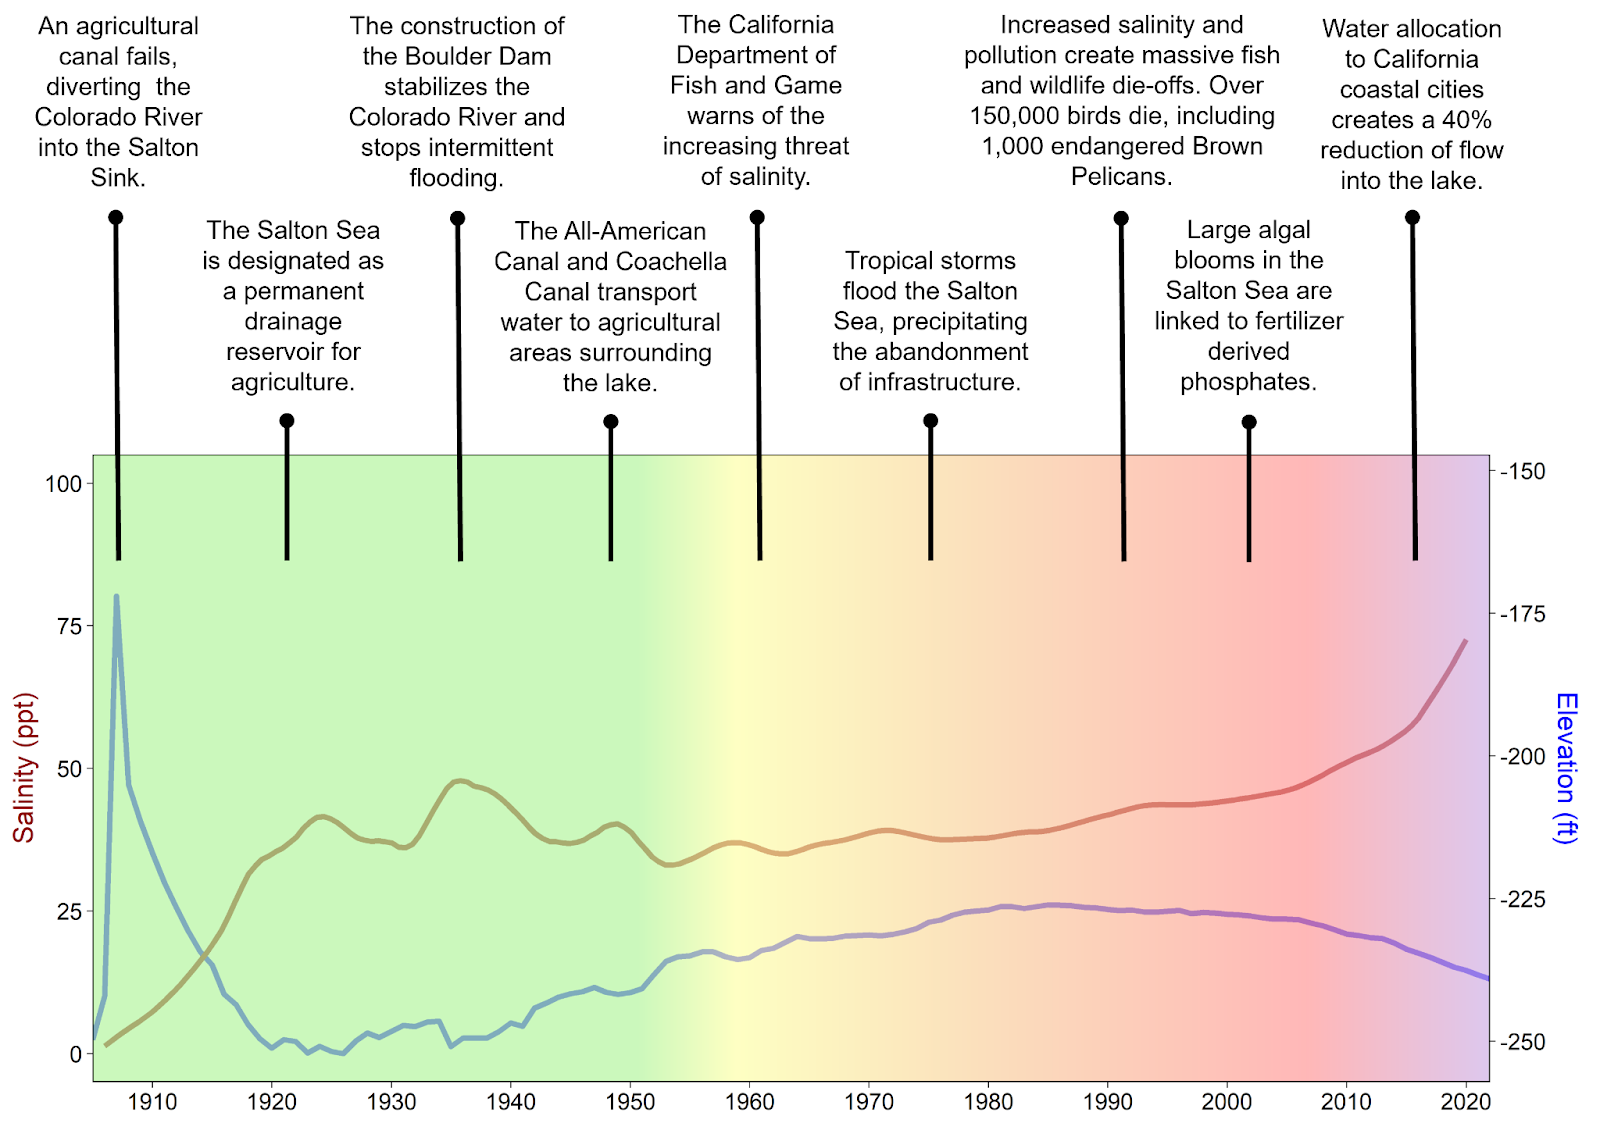 An agricultural
canal fails,
diverting  the
Colorado River
into the Salton
Sink.
The Salton Sea
is designated as
a permanent
drainage
reservoir for
agriculture.
The construction of
the Boulder Dam
stabilizes the
Colorado River and
stops intermittent
flooding.
The All-American
Canal and Coachella
Canal transport
water to agricultural
areas surrounding
the lake.
The California
Department of
Fish and Game
warns of the
increasing threat
of salinity.
Tropical storms
flood the Salton
Sea, precipitating
the abandonment
of infrastructure.
Increased salinity and
pollution create massive fish
and wildlife die-offs. Over
150,000 birds die, including
1,000 endangered Brown
Pelicans.
Large algal
blooms in the
Salton Sea are
linked to fertilizer
derived
phosphates.
Water allocation
to California
coastal cities
creates a 40%
reduction of flow
into the lake.
Salinity (ppt)
100
75
50
25
0
-150
-175
-200
-225
-250
Elevation (ft)
1910
1920
1930
1940
1950
1960
1970
1980
1990
2000
2010
2020